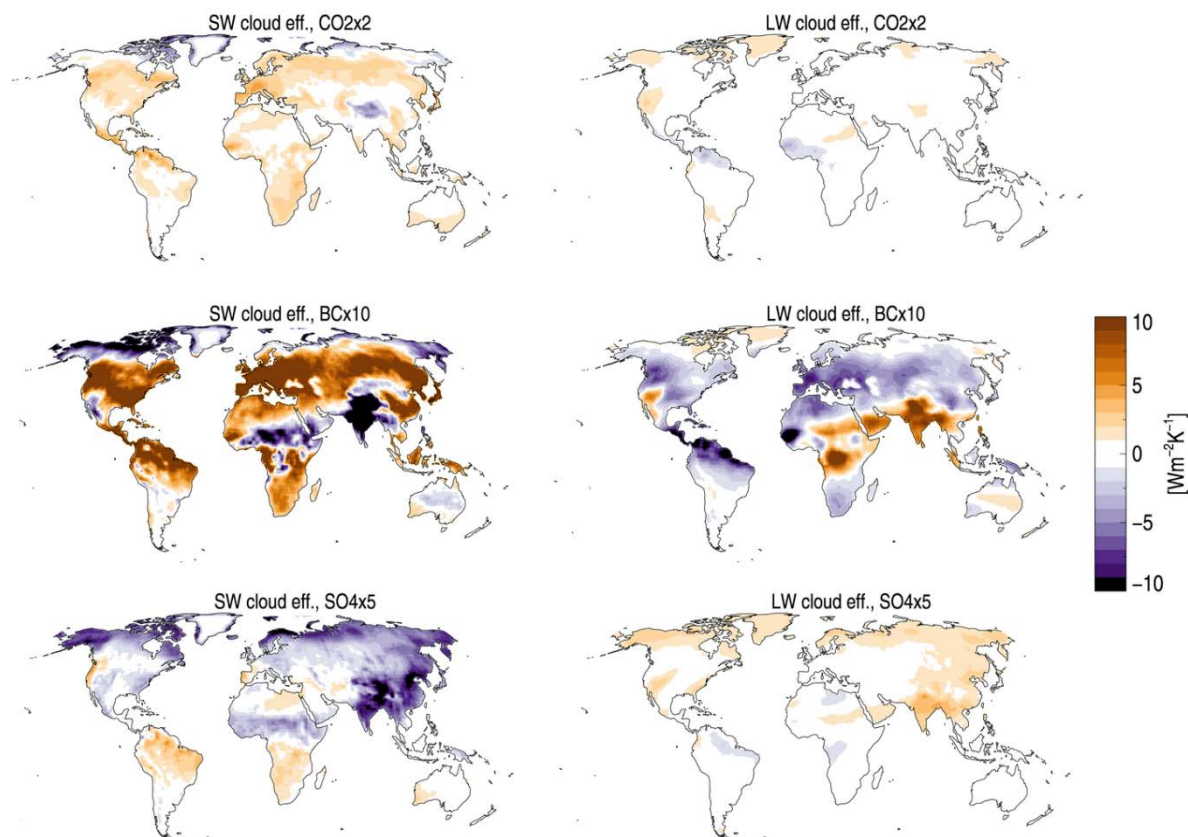 SW cloud eff., CO2x2
LW cloud eff., CO2x2
SW cloud eff., BCx10
LW cloud eff., BCx10
10
5
0
−5
−10
[Wm⁻²K⁻¹]
SW cloud eff., SO4x5
LW cloud eff., SO4x5